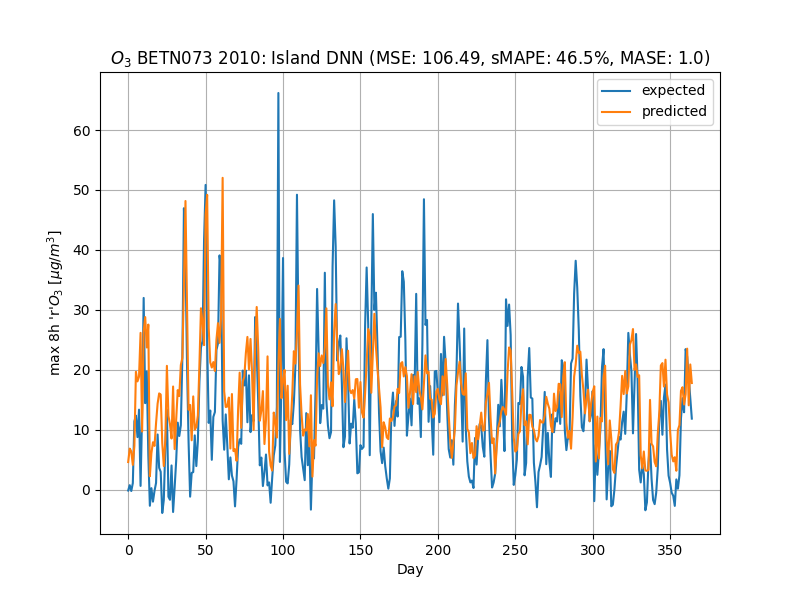 O₃ BETN073 2010: Island DNN (MSE: 106.49, sMAPE: 46.5%, MASE: 1.0)
expected
predicted
max 8h 'r'O₃ [μg/m³]
60
50
40
30
20
10
0
0 50 100 150 200 250 300 350
Day